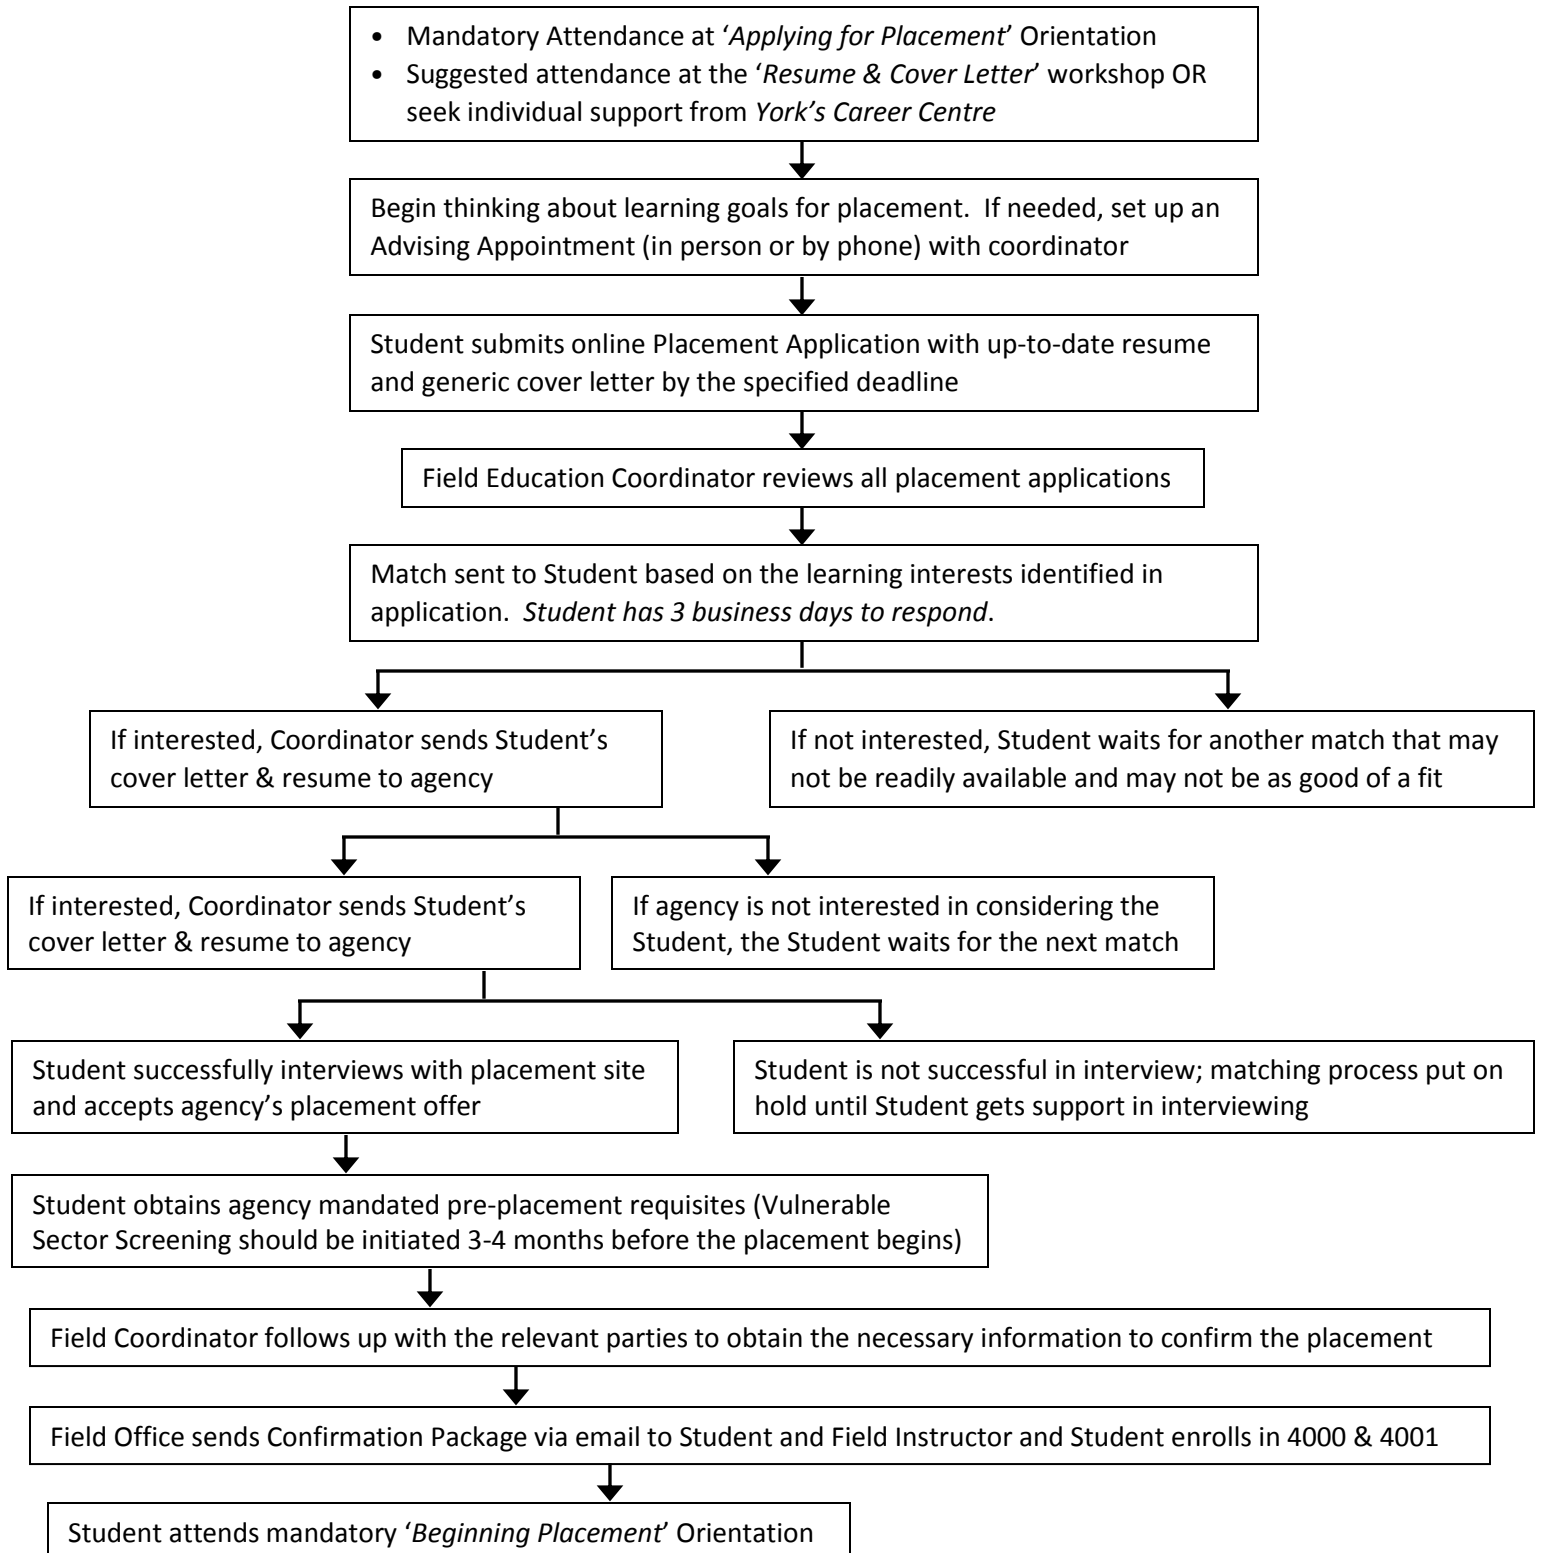 • Mandatory Attendance at ‘Applying for Placement’ Orientation
• Suggested attendance at the ‘Resume & Cover Letter’ workshop OR
seek individual support from York’s Career Centre
Begin thinking about learning goals for placement.  If needed, set up an
Advising Appointment (in person or by phone) with coordinator
Student submits online Placement Application with up-to-date resume
and generic cover letter by the specified deadline
Field Education Coordinator reviews all placement applications
Match sent to Student based on the learning interests identified in
application.  Student has 3 business days to respond.
If interested, Coordinator sends Student’s
cover letter & resume to agency
If not interested, Student waits for another match that may
not be readily available and may not be as good of a fit
If interested, Coordinator sends Student’s
cover letter & resume to agency
If agency is not interested in considering the
Student, the Student waits for the next match
Student successfully interviews with placement site
and accepts agency’s placement offer
Student is not successful in interview; matching process put on
hold until Student gets support in interviewing
Student obtains agency mandated pre-placement requisites (Vulnerable
Sector Screening should be initiated 3-4 months before the placement begins)
Field Coordinator follows up with the relevant parties to obtain the necessary information to confirm the placement
Field Office sends Confirmation Package via email to Student and Field Instructor and Student enrolls in 4000 & 4001
Student attends mandatory ‘Beginning Placement’ Orientation